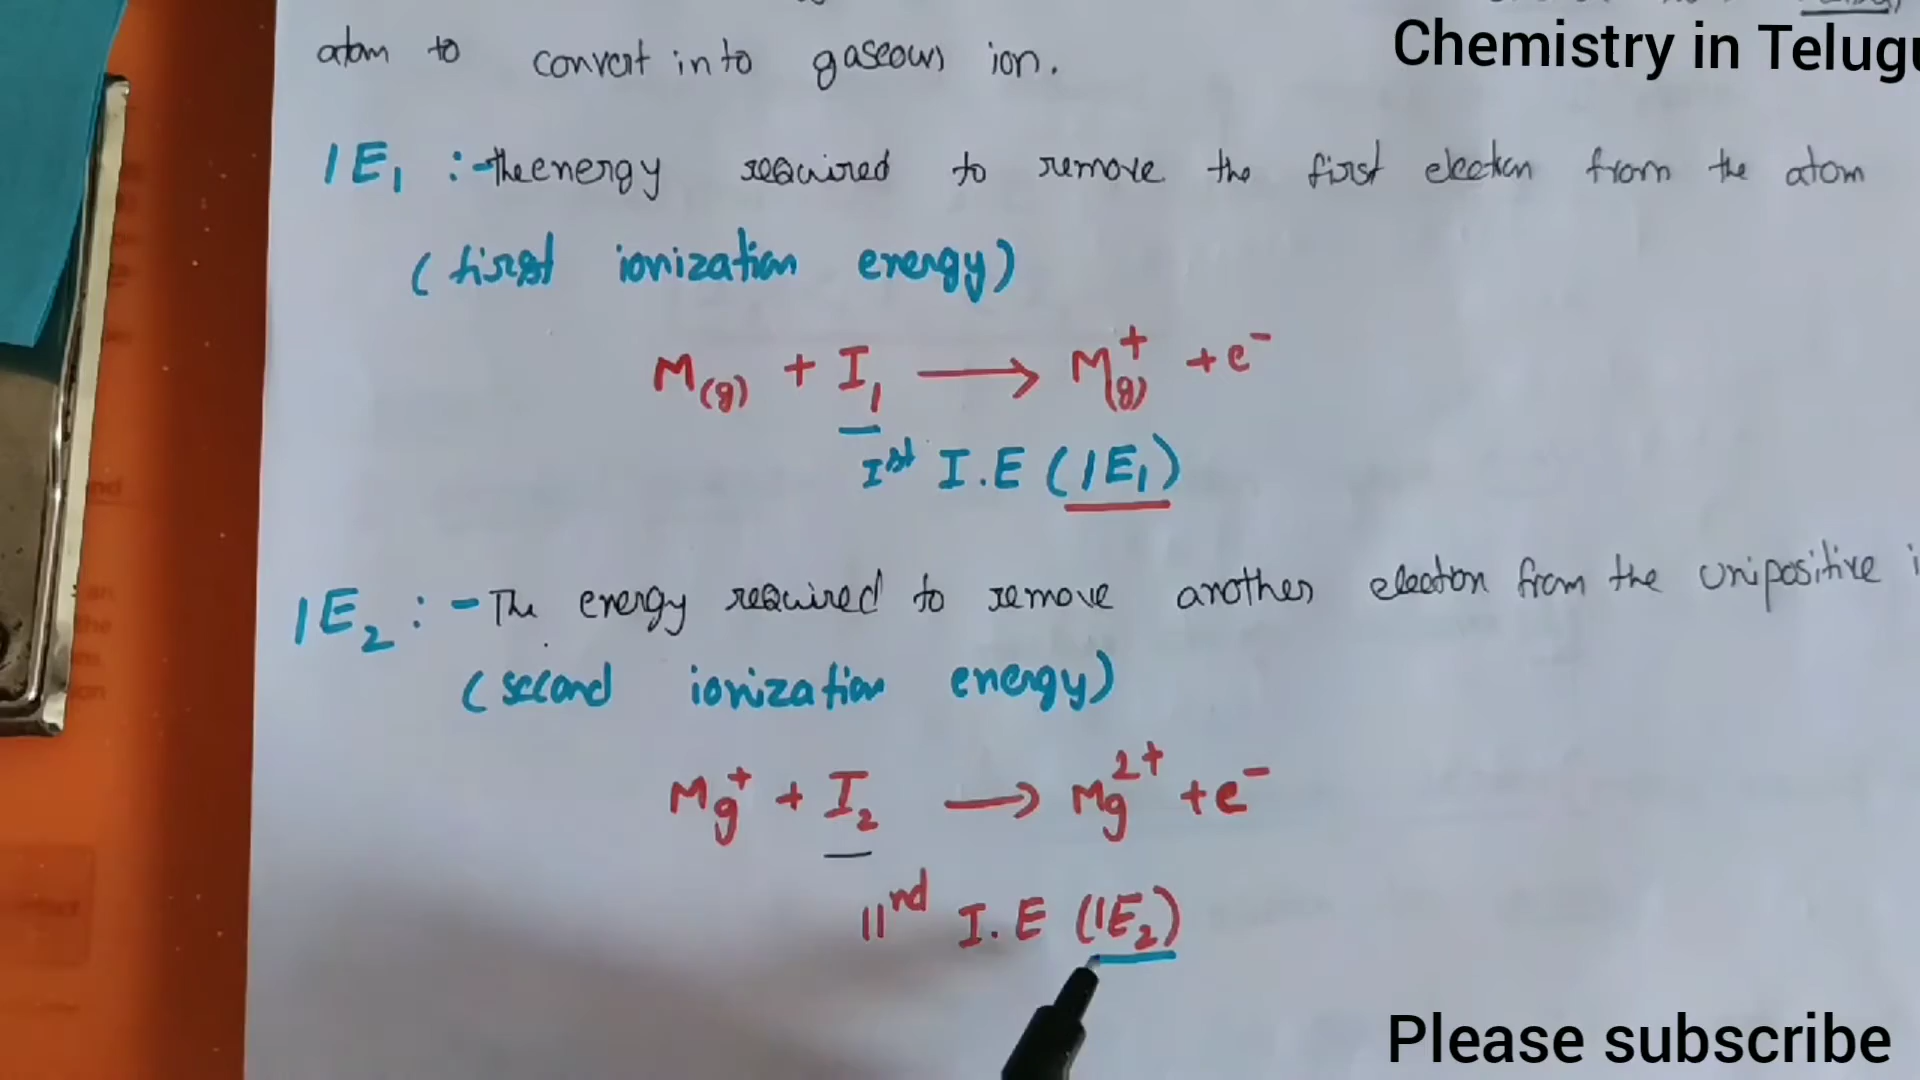 Chemistry in Telugu
atom to convert into gaseous ion.
IE₁ :- the energy required to remove the first electron from the atom
(first ionization energy)
M(g) + I₁ ⟶ M⁺(g) + e⁻
Iˢᵗ I.E (IE₁)
IE₂ :- The energy required to remove another electron from the unipositive i
(second ionization energy)
Mg⁺ + I₂ ⟶ Mg²⁺ + e⁻
IIⁿᵈ I.E (IE₂)
Please subscribe